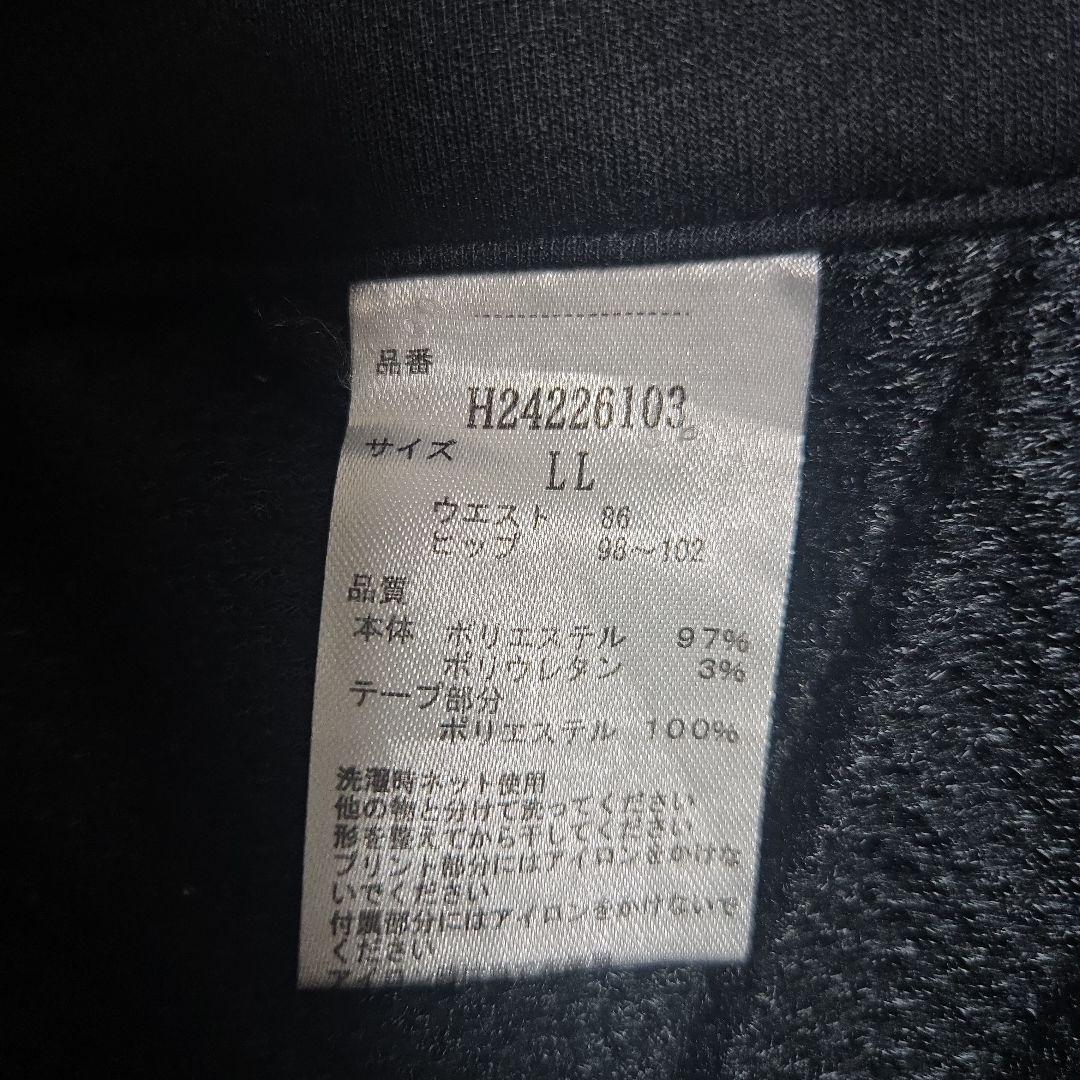 品番
H24226103
サイズ
LL
ウエスト 86
ヒップ 98～102
品質
本体 ポリエステル 97%
ポリウレタン 3%
テープ部分
ポリエステル 100%
洗濯時ネット使用
他の物と分けて洗ってください
形を整えてから干してください
プリント部分にはアイロンをかけな
いでください
付属部分にはアイロンをかけないで
ください